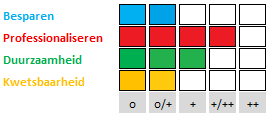 Besparen
Professionaliseren
Duurzaamheid
Kwetsbaarheid
o o/+ + +/++ ++